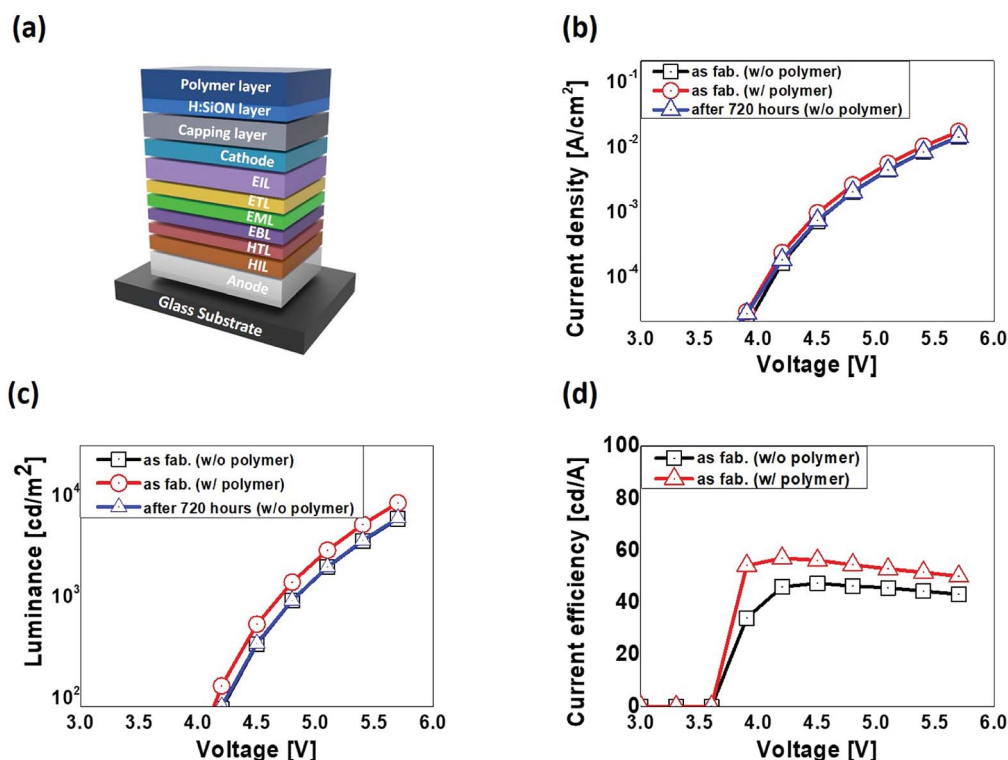 (a)
Polymer layer
H:SiON layer
Capping layer
Cathode
EIL
ETL
EML
EBL
HTL
HIL
Anode
Glass Substrate
(b)
as fab. (w/o polymer)
as fab. (w/ polymer)
after 720 hours (w/o polymer)
Current density [A/cm²]
10⁻¹
10⁻²
10⁻³
10⁻⁴
3.0 3.5 4.0 4.5 5.0 5.5 6.0
Voltage [V]
(c)
as fab. (w/o polymer)
as fab. (w/ polymer)
after 720 hours (w/o polymer)
Luminance [cd/m²]
10⁴
10³
10²
3.0 3.5 4.0 4.5 5.0 5.5 6.0
Voltage [V]
(d)
as fab. (w/o polymer)
as fab. (w/ polymer)
Current efficiency [cd/A]
100
80
60
40
20
0
3.0 3.5 4.0 4.5 5.0 5.5 6.0
Voltage [V]